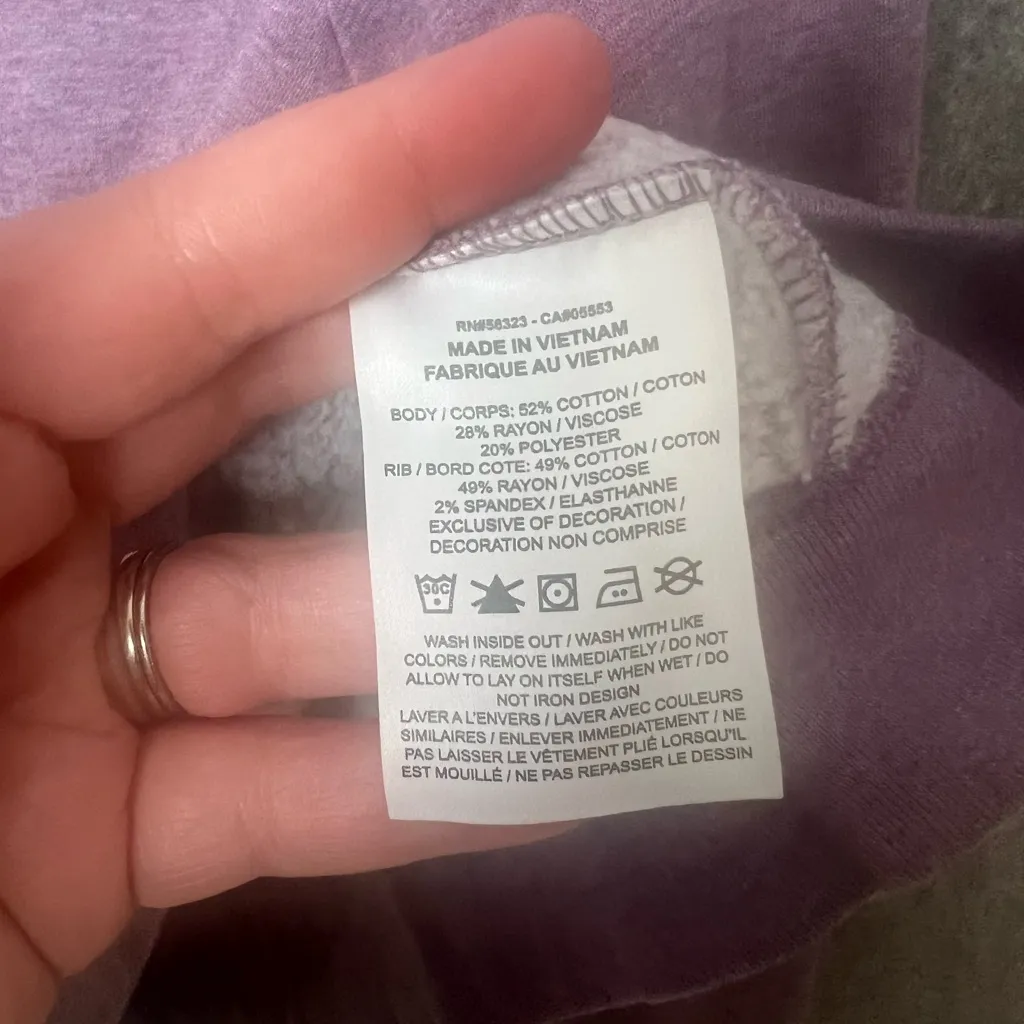 RN#56323 - CA#05553
MADE IN VIETNAM
FABRIQUE AU VIETNAM
BODY / CORPS: 52% COTTON / COTON
28% RAYON / VISCOSE
20% POLYESTER
RIB / BORD COTE: 49% COTTON / COTON
49% RAYON / VISCOSE
2% SPANDEX / ELASTHANNE
EXCLUSIVE OF DECORATION /
DECORATION NON COMPRISE
30C
WASH INSIDE OUT / WASH WITH LIKE
COLORS / REMOVE IMMEDIATELY / DO NOT
ALLOW TO LAY ON ITSELF WHEN WET / DO
NOT IRON DESIGN
LAVER A L'ENVERS / LAVER AVEC COULEURS
SIMILAIRES / ENLEVER IMMEDIATEMENT / NE
PAS LAISSER LE VÊTEMENT PLIÉ LORSQU'IL
EST MOUILLÉ / NE PAS REPASSER LE DESSIN